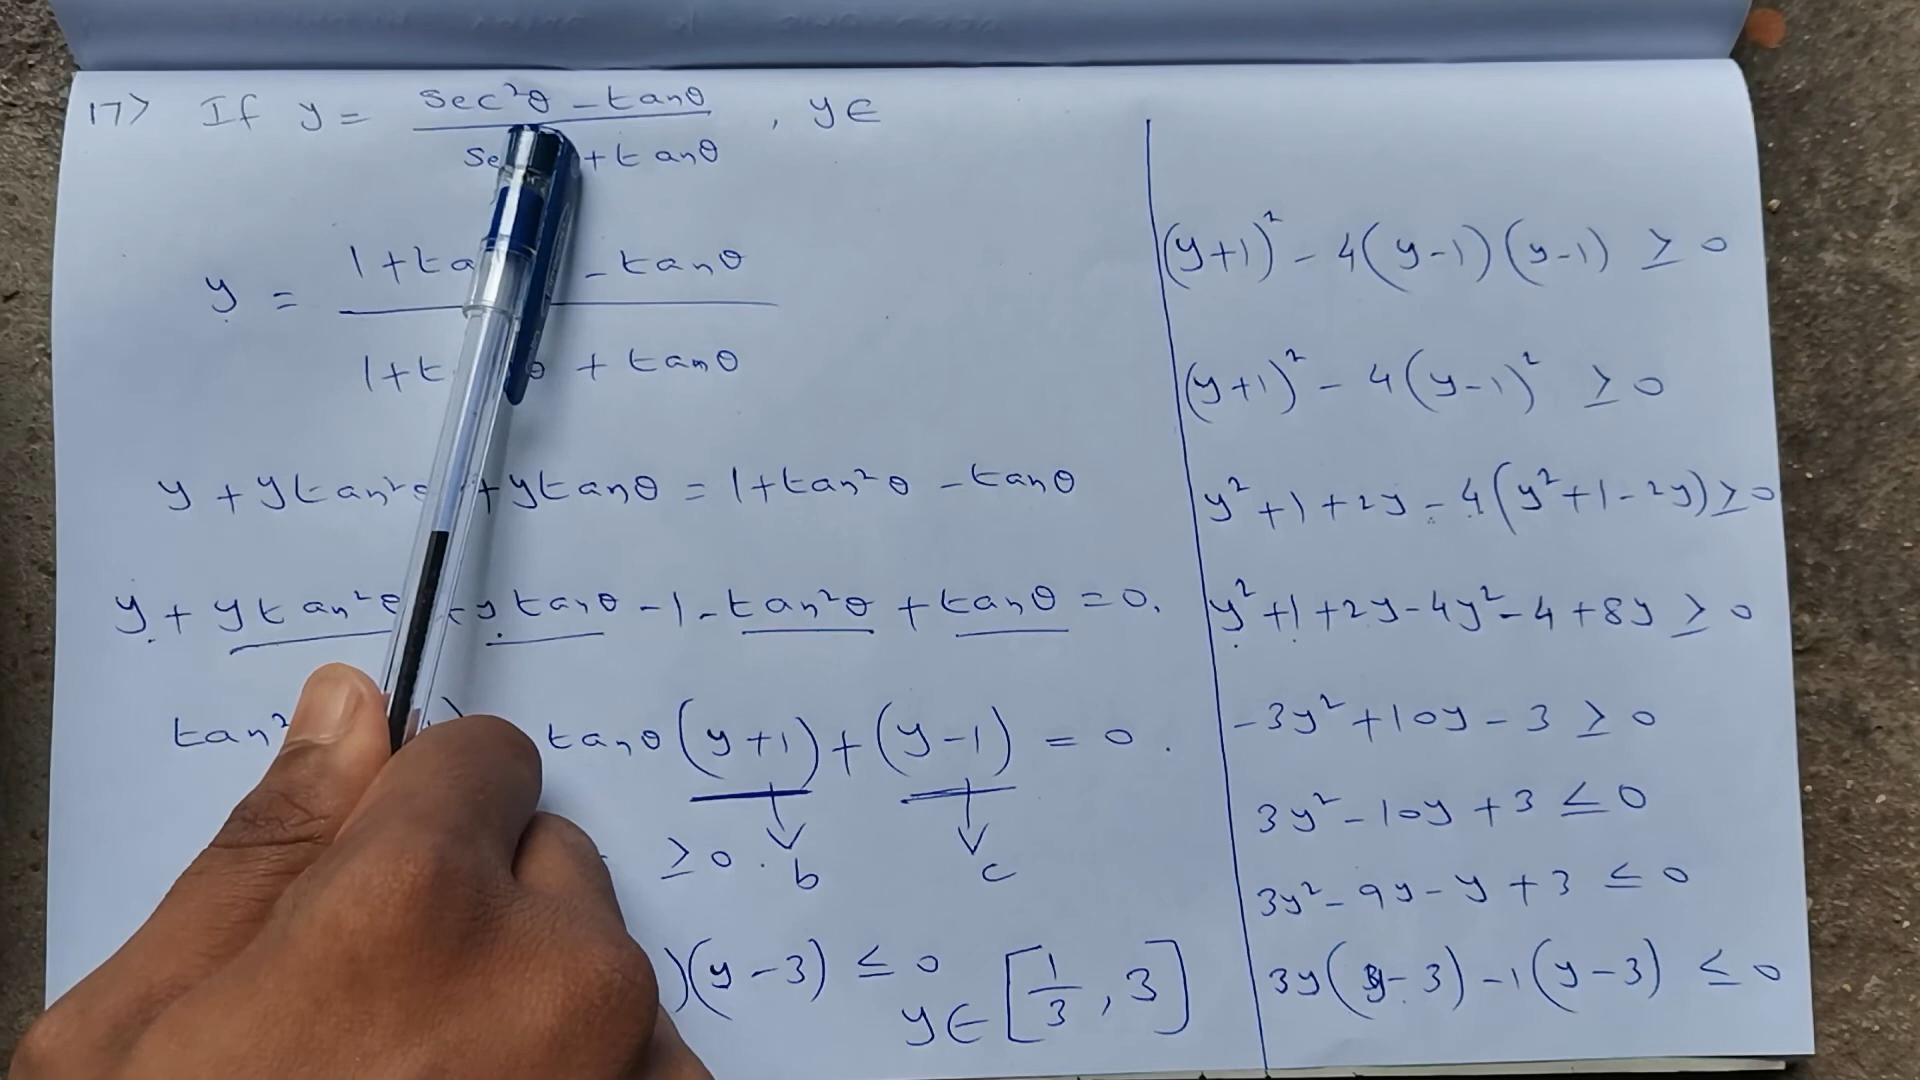 17> If y = sec²θ - tanθ / se +tanθ , y∈
y = 1+ta - tanθ / 1+t θ + tanθ
y + ytan²θ +ytanθ = 1+tan²θ - tanθ
y + ytan²θ + ytanθ - 1 - tan²θ + tanθ = 0.
tan² ) tanθ(y+1)+(y-1) = 0.
≥0. b c
)(y-3) ≤ 0 y∈[1/3, 3]
(y+1)² - 4(y-1)(y-1) ≥ 0
(y+1)² - 4(y-1)² ≥ 0
y²+1+2y - 4(y²+1-2y) ≥ 0
y²+1+2y-4y²-4+8y ≥ 0
-3y²+10y-3 ≥ 0
3y²-10y+3 ≤ 0
3y²-9y-y+3 ≤ 0
3y(y-3)-1(y-3) ≤ 0